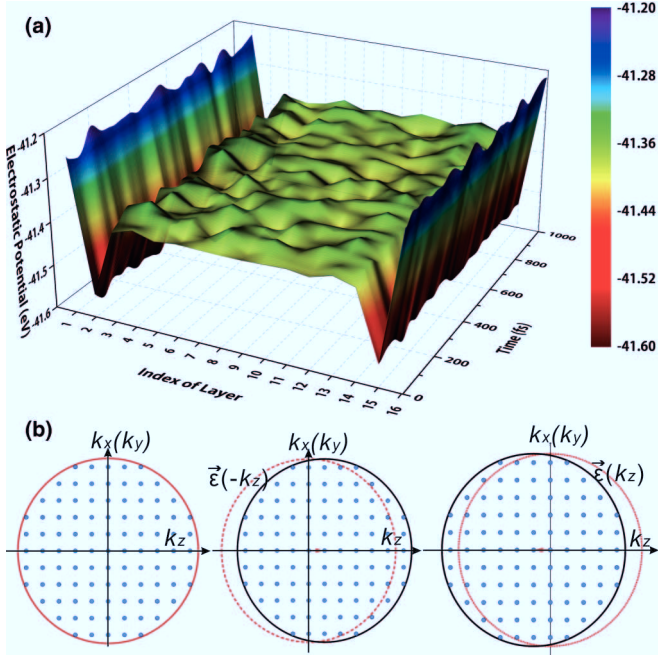 (a)
-41.20
-41.28
-41.36
-41.44
-41.52
-41.60
Electrostatic Potential (eV)
-41.2
-41.3
-41.4
-41.5
-41.6
1 2 3 4 5 6 7 8 9 10 11 12 13 14 15 16
Index of Layer
0 200 400 600 800 1000
Time (fs)
(b)
kx(ky) kz
kx(ky) ε⃗(-kz) kz
kx(ky) ε⃗(kz) kz